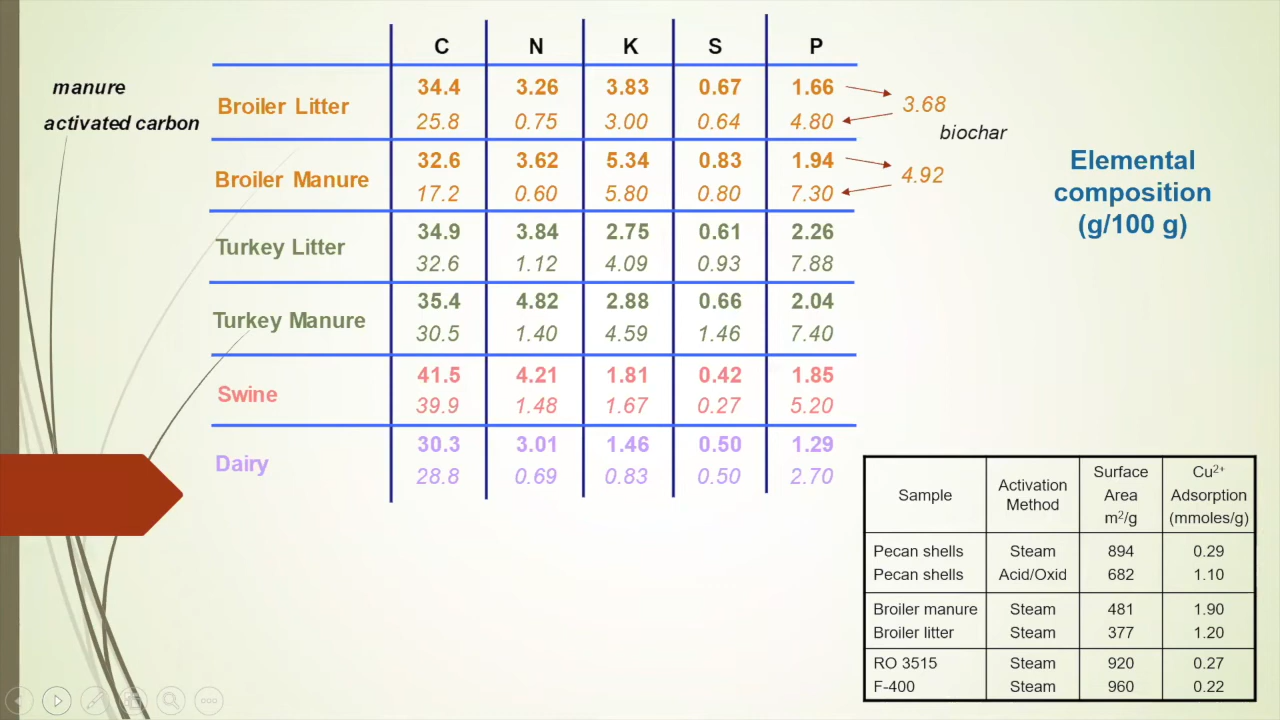 C N K S P
manure
activated carbon
Broiler Litter
34.4 3.26 3.83 0.67 1.66
25.8 0.75 3.00 0.64 4.80
3.68
biochar
Broiler Manure
32.6 3.62 5.34 0.83 1.94
17.2 0.60 5.80 0.80 7.30
4.92
Elemental
composition
(g/100 g)
Turkey Litter
34.9 3.84 2.75 0.61 2.26
32.6 1.12 4.09 0.93 7.88
Turkey Manure
35.4 4.82 2.88 0.66 2.04
30.5 1.40 4.59 1.46 7.40
Swine
41.5 4.21 1.81 0.42 1.85
39.9 1.48 1.67 0.27 5.20
Dairy
30.3 3.01 1.46 0.50 1.29
28.8 0.69 0.83 0.50 2.70
Sample
Activation
Method
Surface
Area
m²/g
Cu²⁺
Adsorption
(mmoles/g)
Pecan shells Steam 894 0.29
Pecan shells Acid/Oxid 682 1.10
Broiler manure Steam 481 1.90
Broiler litter Steam 377 1.20
RO 3515 Steam 920 0.27
F-400 Steam 960 0.22